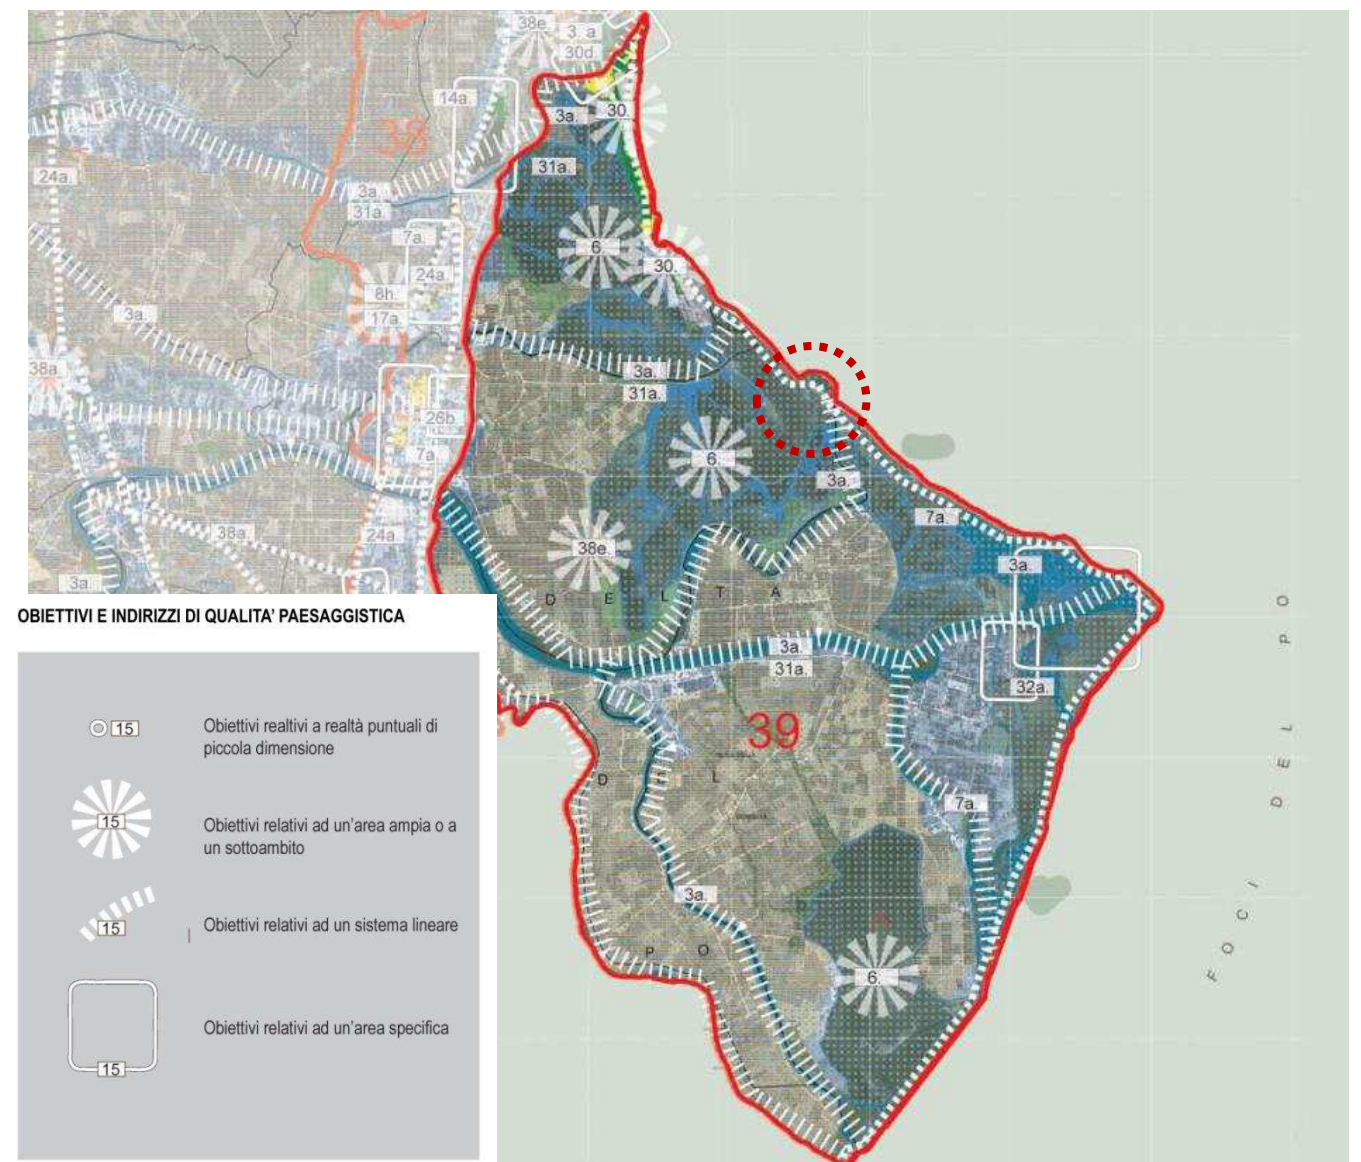 38e.
3. a
30d.
14a.
3a.
30.
38
31a.
24a.
3a.
31a.
7a.
6.
30.
24a.
8h.
17a.
3a.
38a.
3a.
31a.
26b.
7a.
6.
3a.
38a.
24a.
38e.
7a.
3a.
3a.
D E L T A
3a.
31a.
32a.
39
D E L
7a.
3a.
P O
6.
FOCI DEL PO
OBIETTIVI E INDIRIZZI DI QUALITA' PAESAGGISTICA
15
Obiettivi realtivi a realtà puntuali di
piccola dimensione
15
Obiettivi relativi ad un'area ampia o a
un sottoambito
15
Obiettivi relativi ad un sistema lineare
15
Obiettivi relativi ad un'area specifica